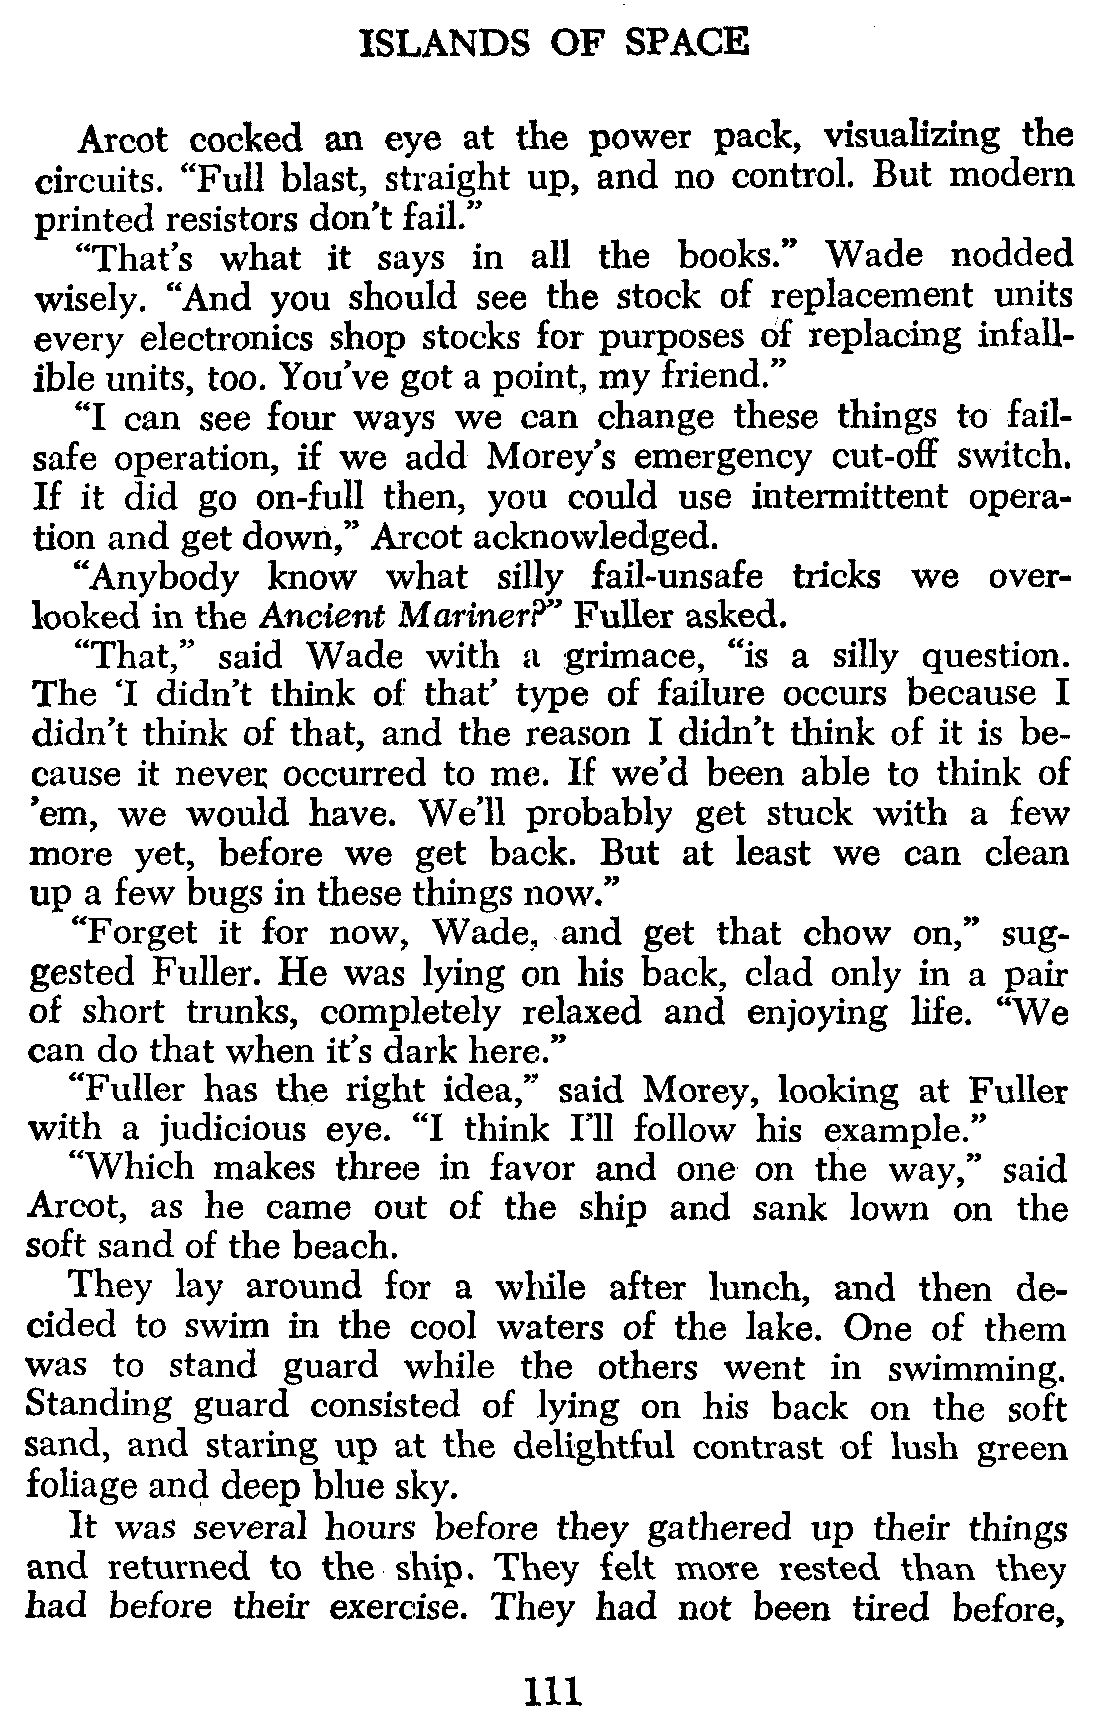 ISLANDS OF SPACE
Arcot cocked an eye at the power pack, visualizing the
circuits. “Full blast, straight up, and no control. But modern
printed resistors don’t fail.”
“That’s what it says in all the books.” Wade nodded
wisely. “And you should see the stock of replacement units
every electronics shop stocks for purposes of replacing infall-
ible units, too. You’ve got a point, my friend.”
“I can see four ways we can change these things to fail-
safe operation, if we add Morey’s emergency cut-off switch.
If it did go on-full then, you could use intermittent opera-
tion and get down,” Arcot acknowledged.
“Anybody know what silly fail-unsafe tricks we over-
looked in the Ancient Mariner?” Fuller asked.
“That,” said Wade with a grimace, “is a silly question.
The ‘I didn’t think of that’ type of failure occurs because I
didn’t think of that, and the reason I didn’t think of it is be-
cause it never occurred to me. If we’d been able to think of
’em, we would have. We’ll probably get stuck with a few
more yet, before we get back. But at least we can clean
up a few bugs in these things now.”
“Forget it for now, Wade, and get that chow on,” sug-
gested Fuller. He was lying on his back, clad only in a pair
of short trunks, completely relaxed and enjoying life. “We
can do that when it’s dark here.”
“Fuller has the right idea,” said Morey, looking at Fuller
with a judicious eye. “I think I’ll follow his example.”
“Which makes three in favor and one on the way,” said
Arcot, as he came out of the ship and sank lown on the
soft sand of the beach.
They lay around for a while after lunch, and then de-
cided to swim in the cool waters of the lake. One of them
was to stand guard while the others went in swimming.
Standing guard consisted of lying on his back on the soft
sand, and staring up at the delightful contrast of lush green
foliage and deep blue sky.
It was several hours before they gathered up their things
and returned to the ship. They felt more rested than they
had before their exercise. They had not been tired before,
111